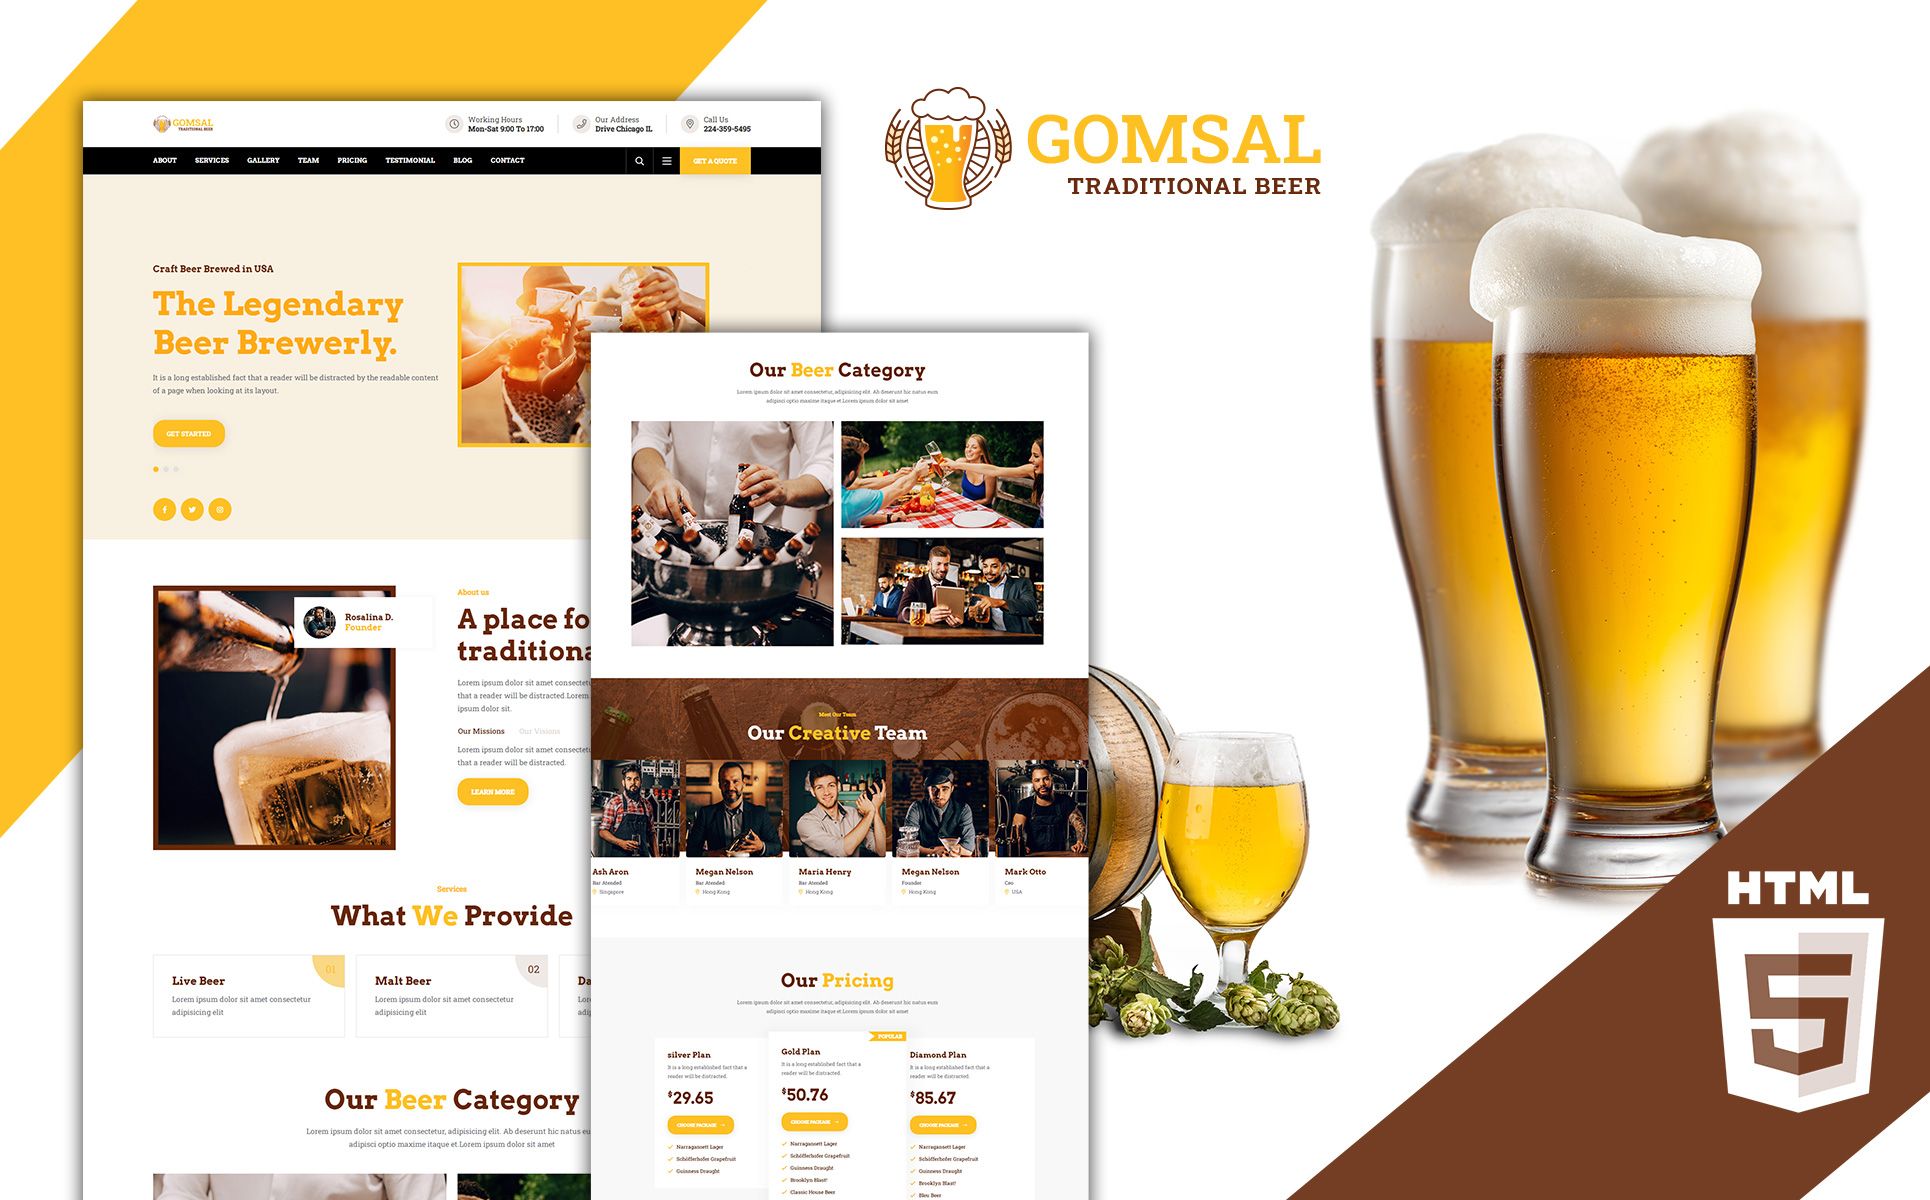 GOMSAL
TRADITIONAL BEER
Working Hours
Mon-Sat 9:00 To 17:00
Our Address
Drive Chicago IL
Call Us
224-359-5495
ABOUT SERVICES GALLERY TEAM PRICING TESTIMONIAL BLOG CONTACT
GET A QUOTE
Craft Beer Brewed in USA
The Legendary
Beer Brewerly.
It is a long established fact that a reader will be distracted by the readable content
of a page when looking at its layout.
GET STARTED
Rosalina D.
Founder
About us
A place fo
traditiona
Lorem ipsum dolor sit amet consectet
that a reader will be distracted.Lorem
ipsum dolor sit.
Our Missions Our Visions
Lorem ipsum dolor sit amet consectet
that a reader will be distracted.
LEARN MORE
Services
What We Provide
01
Live Beer
Lorem ipsum dolor sit amet consectetur
adipisicing elit
02
Malt Beer
Lorem ipsum dolor sit amet consectetur
adipisicing elit
Da
Lore
adip
Our Beer Category
Lorem ipsum dolor sit amet consectetur, adipisicing elit. Ab deserunt hic natus eu
adipisci optio maxime itaque et.Lorem ipsum dolor sit amet
Our Beer Category
Lorem ipsum dolor sit amet consectetur, adipisicing elit. Ab deserunt hic natus eum
adipisci optio maxime itaque et.Lorem ipsum dolor sit amet
Meet Our Team
Our Creative Team
Ash Aron
Bar Atended
Singapore
Megan Nelson
Bar Atended
Hong Kong
Maria Henry
Bar Atended
Hong Kong
Megan Nelson
Founder
Hong Kong
Mark Otto
Ceo
USA
Our Pricing
Lorem ipsum dolor sit amet consectetur, adipisicing elit. Ab deserunt hic natus eum
adipisci optio maxime itaque et.Lorem ipsum dolor sit amet
silver Plan
It is a long established fact that a
reader will be distracted.
$29.65
CHOOSE PACKAGE →
Narragansett Lager
Schöfferhofer Grapefruit
Guinness Draught
POPULAR
Gold Plan
It is a long established fact that a
reader will be distracted.
$50.76
CHOOSE PACKAGE →
Narragansett Lager
Schöfferhofer Grapefruit
Guinness Draught
Brooklyn Blast!
Classic House Beer
Diamond Plan
It is a long established fact that a
reader will be distracted.
$85.67
CHOOSE PACKAGE →
Narragansett Lager
Schöfferhofer Grapefruit
Guinness Draught
Brooklyn Blast!
Bleu Beer
GOMSAL
TRADITIONAL BEER
HTML
5